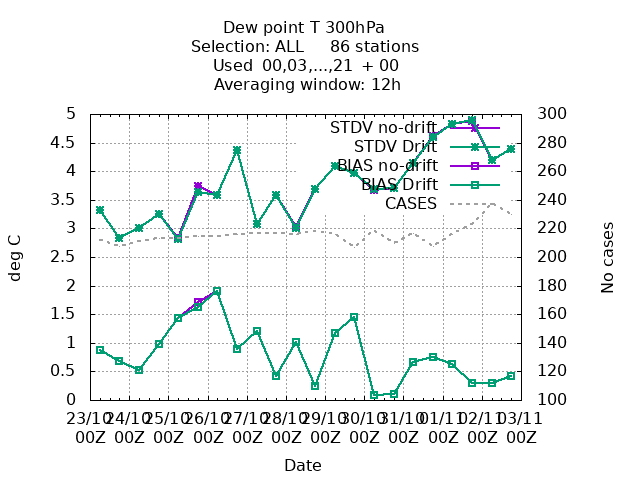 Dew point T 300hPa
Selection: ALL     86 stations
Used  00,03,...,21  + 00
Averaging window: 12h
5 300
4.5 280
4 260
3.5 240
3 220
2.5 200
2 180
1.5 160
1 140
0.5 120
0 100
STDV no-drift
STDV Drift
BIAS no-drift
BIAS Drift
CASES
deg C
No cases
23/10 24/10 25/10 26/10 27/10 28/10 29/10 30/10 31/10 01/11 02/11 03/11
00Z 00Z 00Z 00Z 00Z 00Z 00Z 00Z 00Z 00Z 00Z 00Z
Date